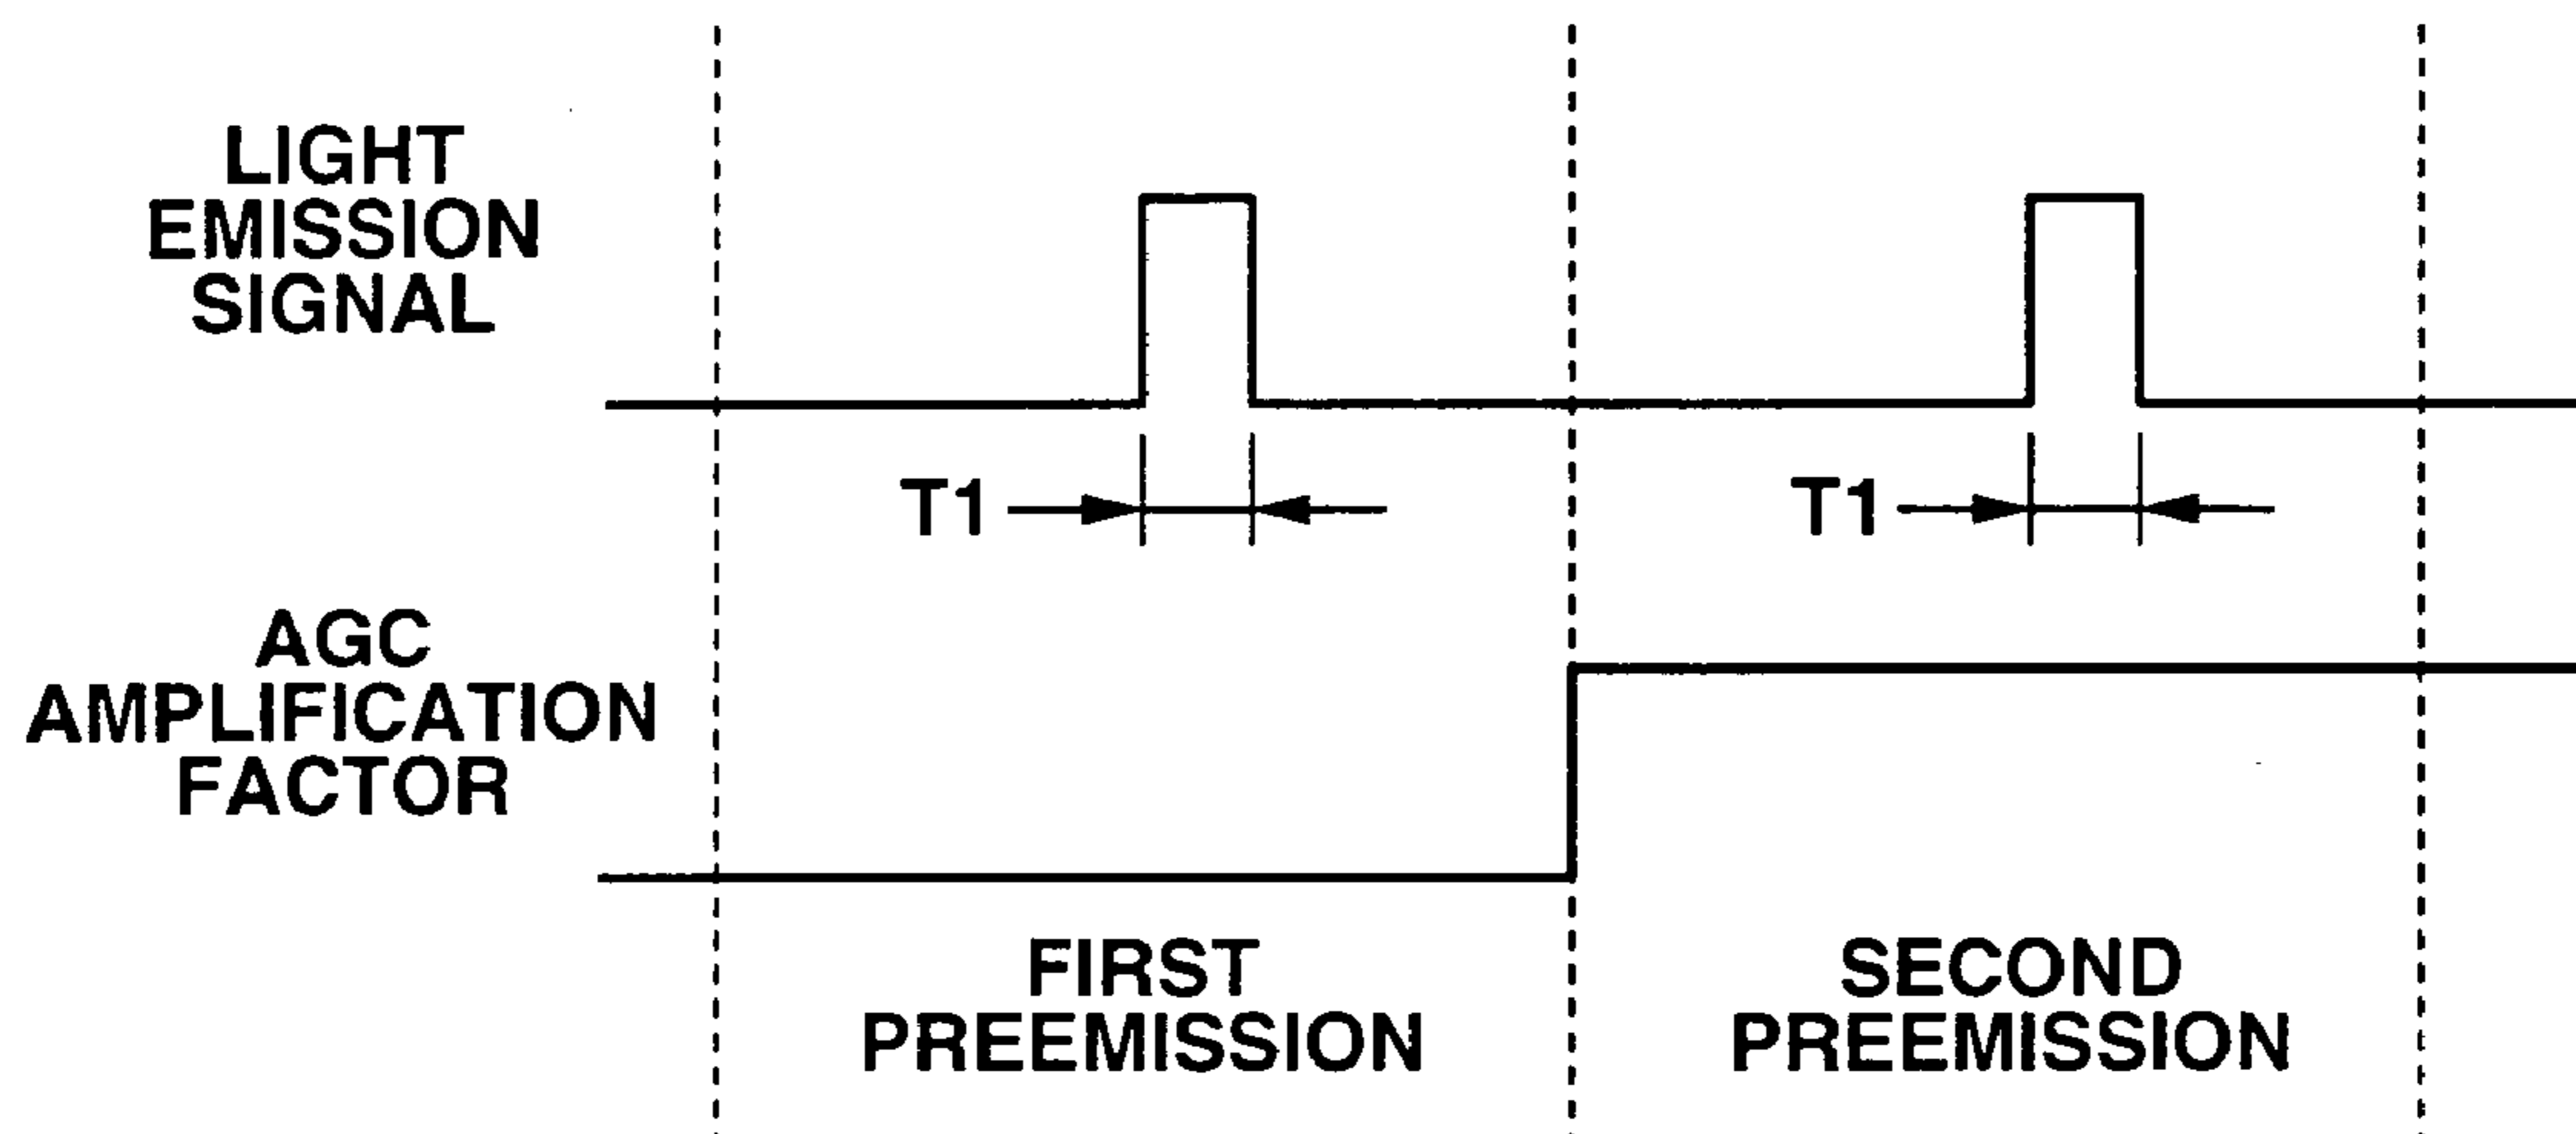 LIGHT
EMISSION
SIGNAL
T1
T1
AGC
AMPLIFICATION
FACTOR
FIRST
PREEMISSION
SECOND
PREEMISSION